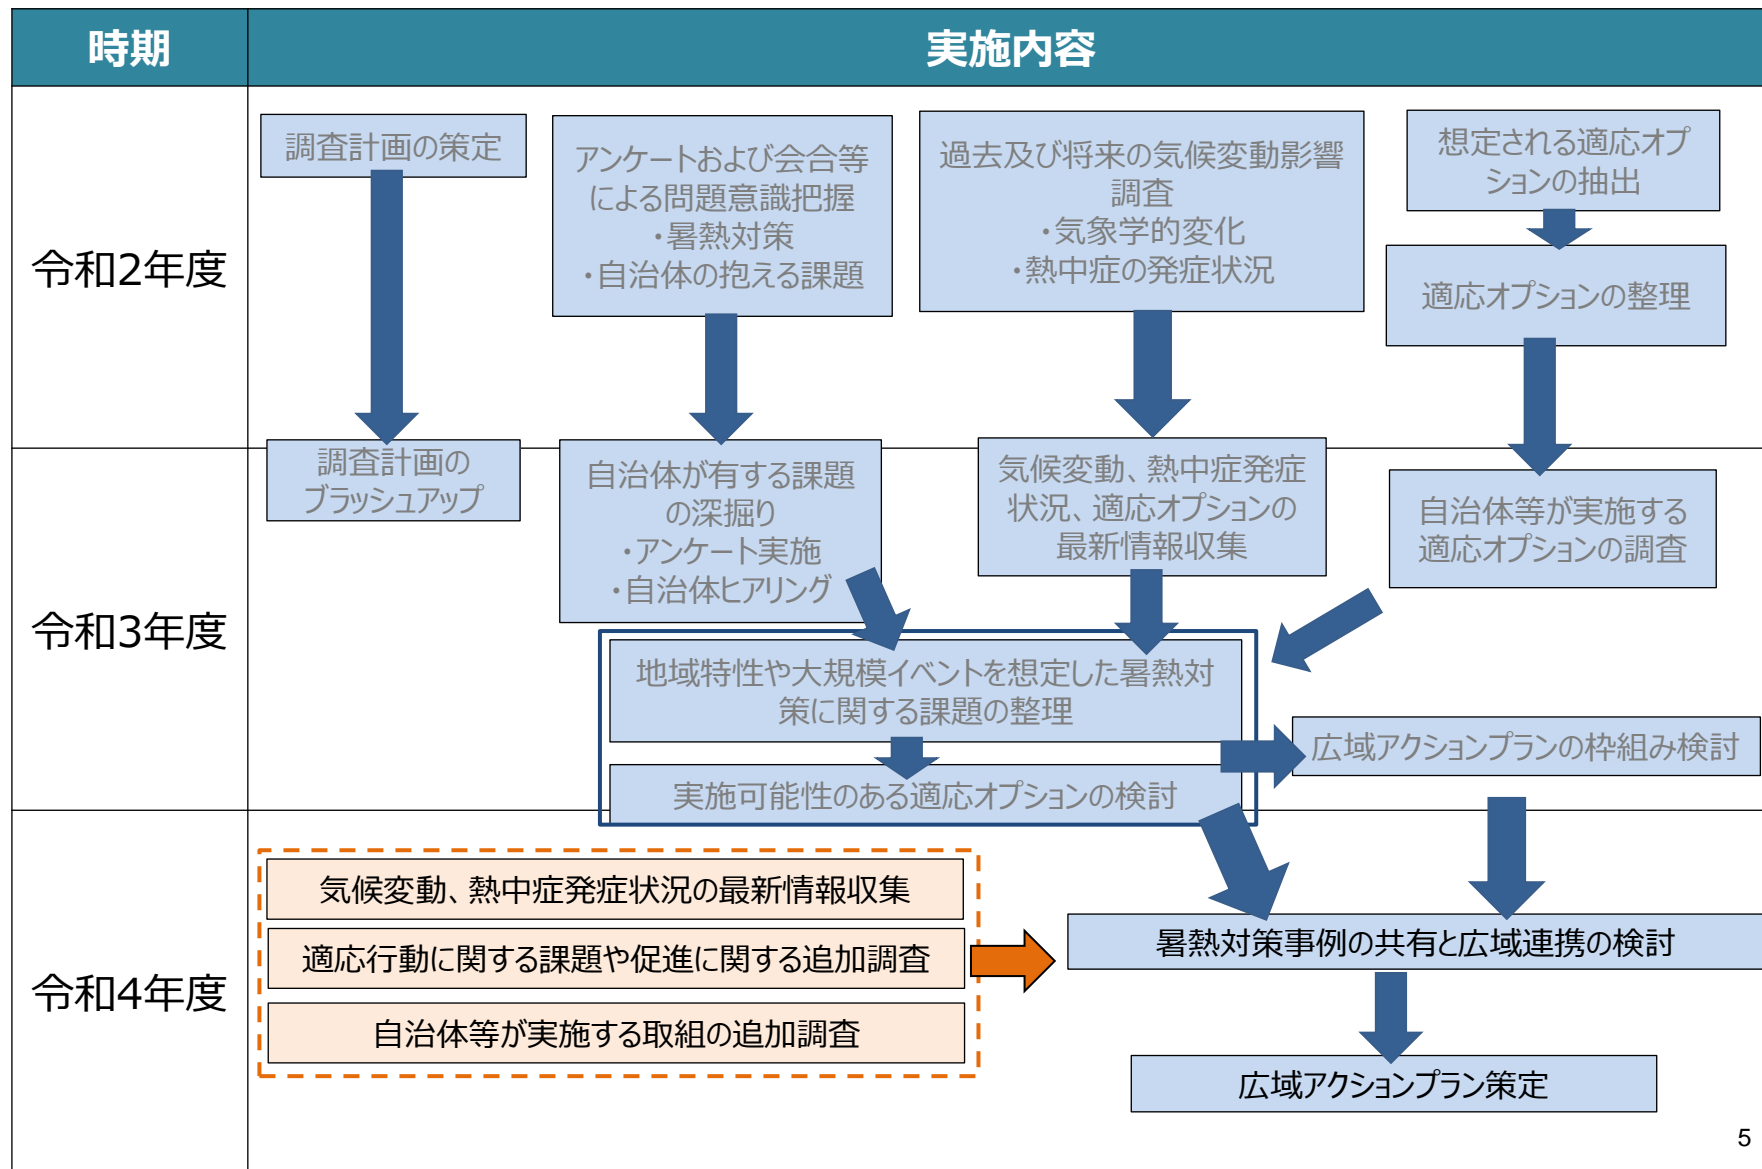 時期
実施内容
令和2年度
調査計画の策定
アンケートおよび会合等
による問題意識把握
・暑熱対策
・自治体の抱える課題
過去及び将来の気候変動影響
調査
・気象学的変化
・熱中症の発症状況
想定される適応オプ
ションの抽出
適応オプションの整理
令和3年度
調査計画の
ブラッシュアップ
自治体が有する課題
の深掘り
・アンケート実施
・自治体ヒアリング
気候変動、熱中症発症
状況、適応オプションの
最新情報収集
自治体等が実施する
適応オプションの調査
地域特性や大規模イベントを想定した暑熱対
策に関する課題の整理
実施可能性のある適応オプションの検討
広域アクションプランの枠組み検討
令和4年度
気候変動、熱中症発症状況の最新情報収集
適応行動に関する課題や促進に関する追加調査
自治体等が実施する取組の追加調査
暑熱対策事例の共有と広域連携の検討
広域アクションプラン策定
5